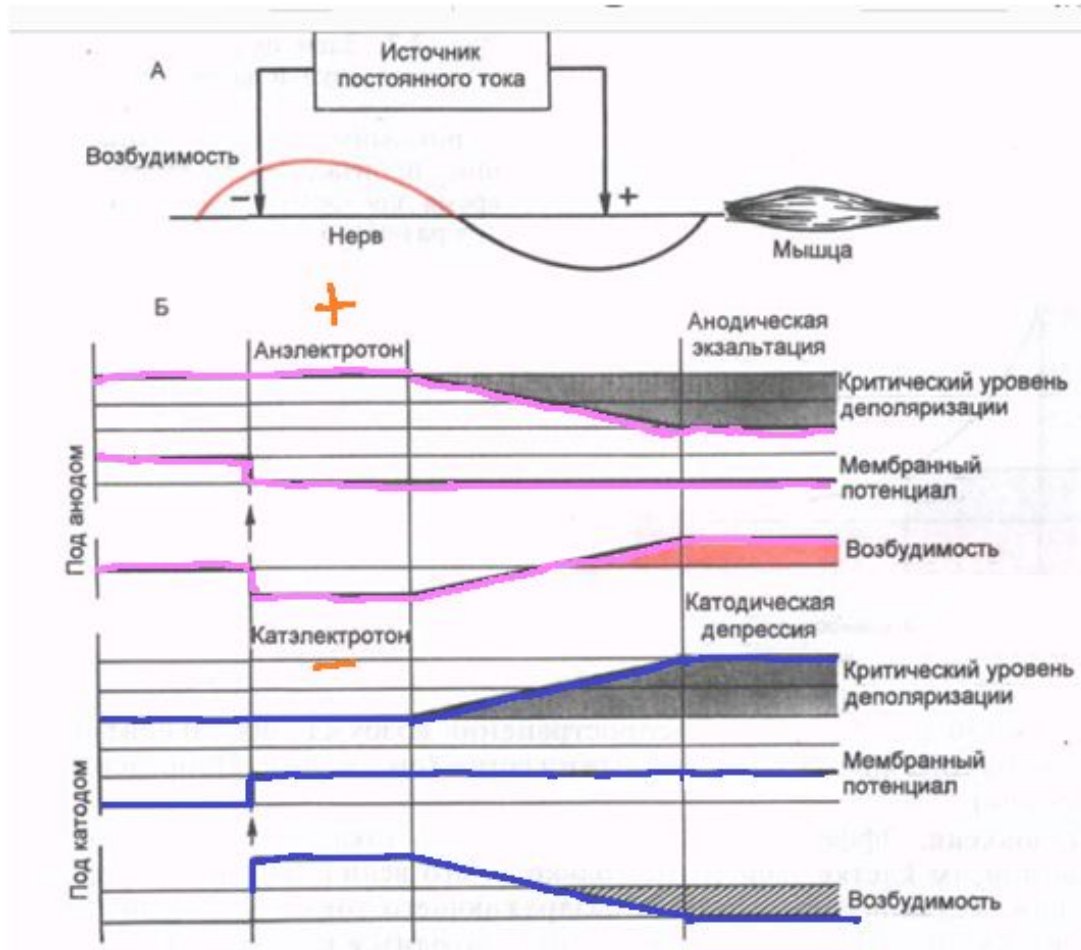 А
Источник
постоянного тока
Возбудимость
−
+
Нерв
Мышца
Б
+
Анэлектротон
Анодическая
экзальтация
Критический уровень
деполяризации
Мембранный
потенциал
Под анодом
Возбудимость
Катэлектротон
−
Катодическая
депрессия
Критический уровень
деполяризации
Мембранный
потенциал
Под катодом
Возбудимость